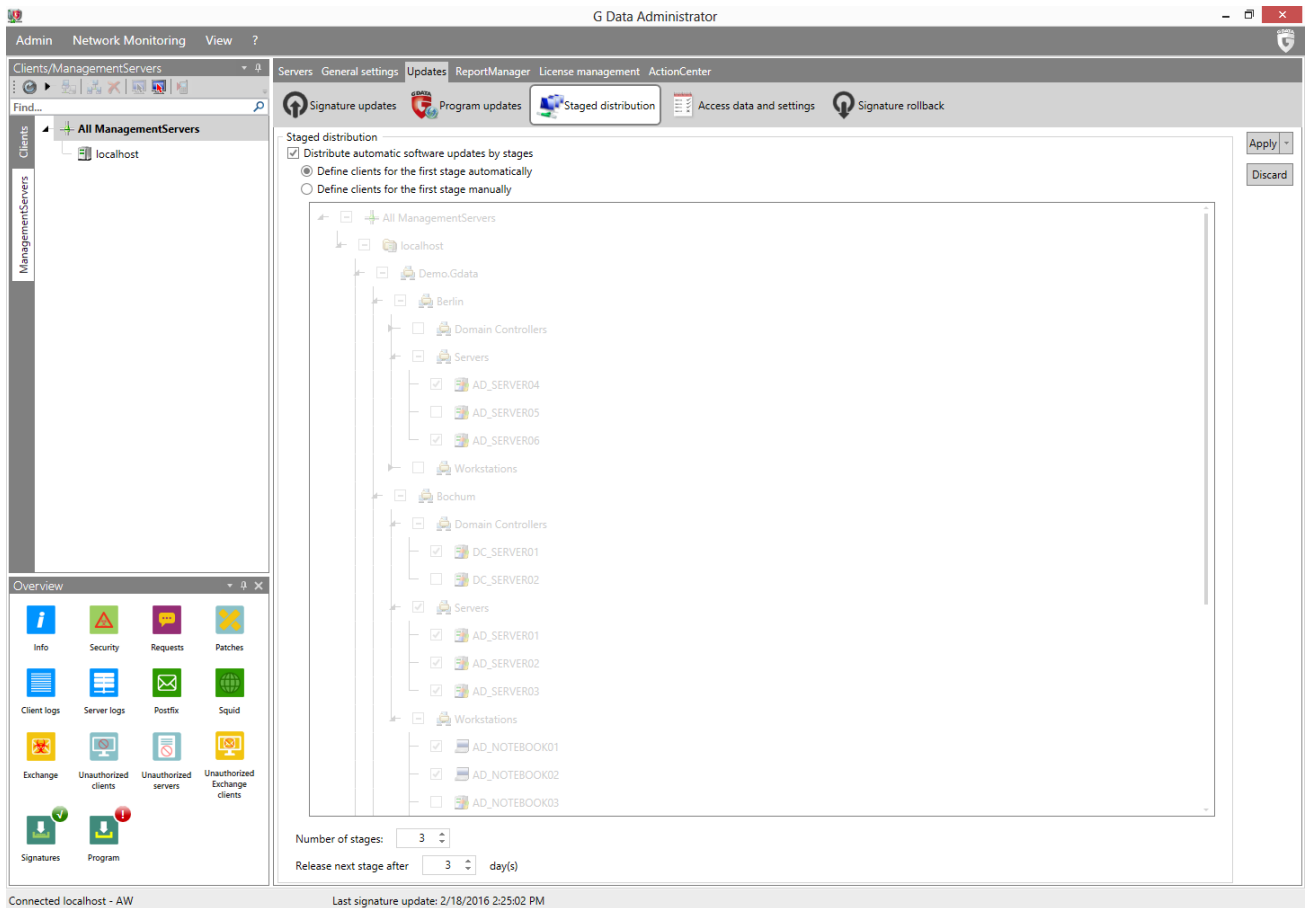 G Data Administrator
Admin Network Monitoring View ?
Clients/ManagementServers
Find...
Clients
ManagementServers
All ManagementServers
localhost
Servers General settings Updates ReportManager License management ActionCenter
Signature updates
G DATA
Program updates
Staged distribution
Access data and settings
Signature rollback
Staged distribution
Distribute automatic software updates by stages
Define clients for the first stage automatically
Define clients for the first stage manually
Apply
Discard
All ManagementServers
localhost
Demo.Gdata
Berlin
Domain Controllers
Servers
AD_SERVER04
AD_SERVER05
AD_SERVER06
Workstations
Bochum
Domain Controllers
DC_SERVER01
DC_SERVER02
Servers
AD_SERVER01
AD_SERVER02
AD_SERVER03
Workstations
AD_NOTEBOOK01
AD_NOTEBOOK02
AD_NOTEBOOK03
Number of stages: 3
Release next stage after 3 day(s)
Overview
Info
Security
Requests
Patches
Client logs
Server logs
Postfix
Squid
Exchange
Unauthorized clients
Unauthorized servers
Unauthorized Exchange clients
Signatures
Program
Connected localhost - AW
Last signature update: 2/18/2016 2:25:02 PM